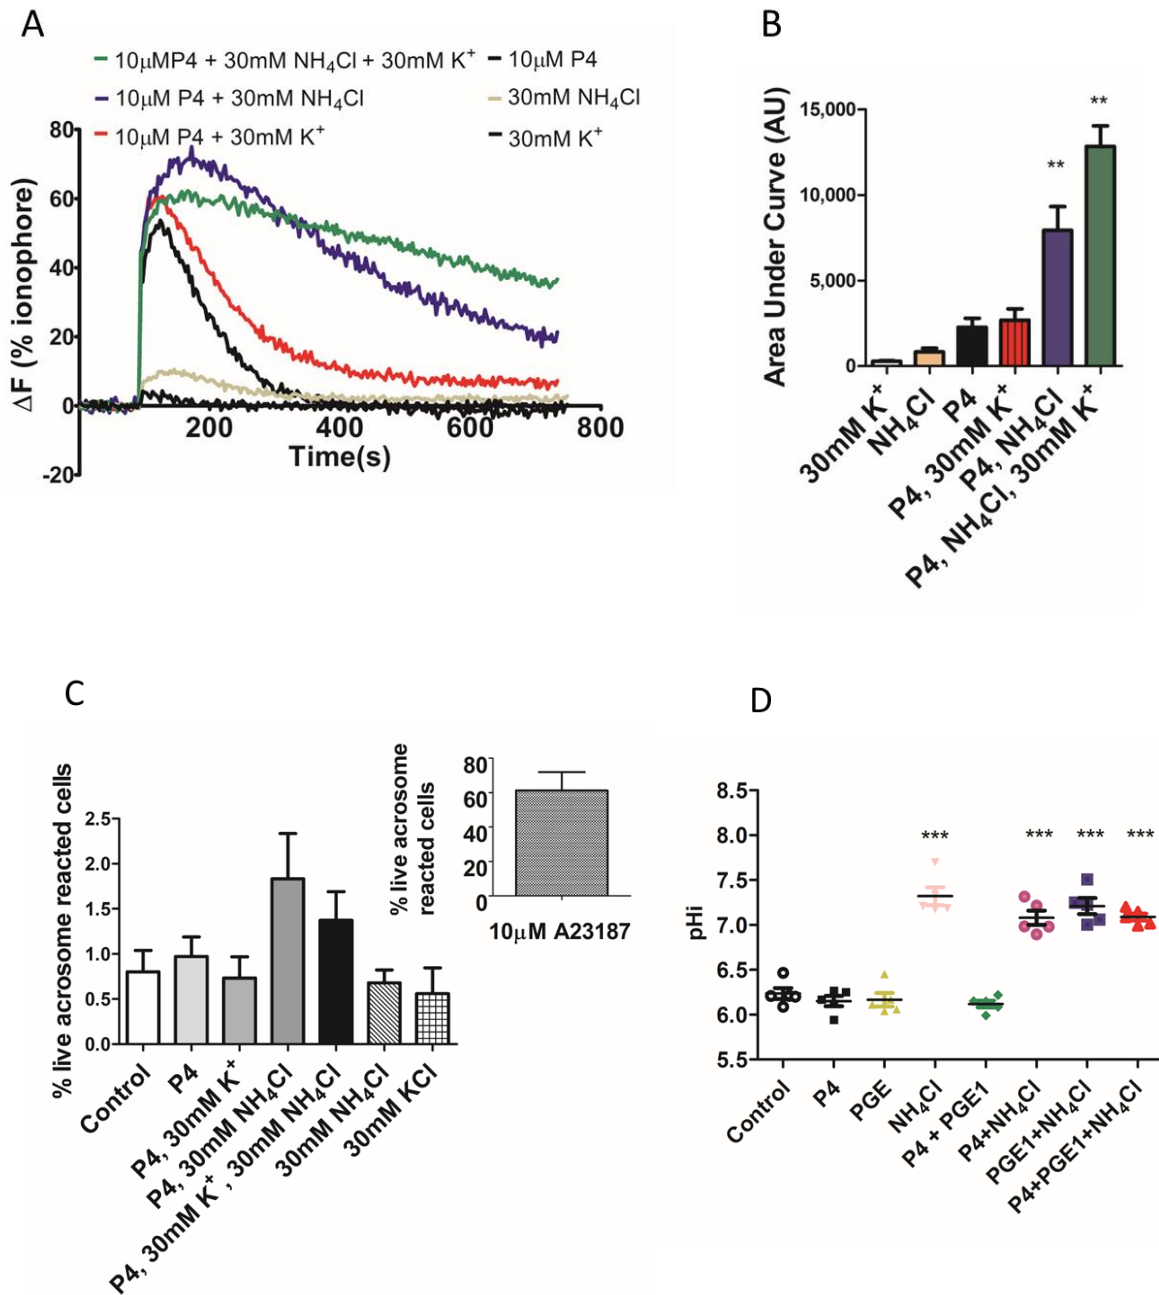 A
10μMP4 + 30mM NH₄Cl + 30mM K⁺
10μM P4
10μM P4 + 30mM NH₄Cl
30mM NH₄Cl
10μM P4 + 30mM K⁺
30mM K⁺
ΔF (% ionophore)
80
60
40
20
0
-20
200
400
600
800
Time(s)
B
Area Under Curve (AU)
15,000
10,000
5,000
0
**
**
30mM K⁺
NH₄Cl
P4
P4, 30mM K⁺
P4, NH₄Cl
P4, NH₄Cl, 30mM K⁺
C
% live acrosome reacted cells
2.5
2.0
1.5
1.0
0.5
0.0
Control
P4
P4, 30mM K⁺
P4, 30mM NH₄Cl
P4, 30mM K⁺, 30mM NH₄Cl
30mM NH₄Cl
30mM KCl
% live acrosome
reacted cells
80
60
40
20
0
10μM A23187
D
pHi
8.5
8.0
7.5
7.0
6.5
6.0
5.5
***
***
***
***
Control
P4
PGE
NH₄Cl
P4 + PGE1
P4+NH₄Cl
PGE1+NH₄Cl
P4+PGE1+NH₄Cl